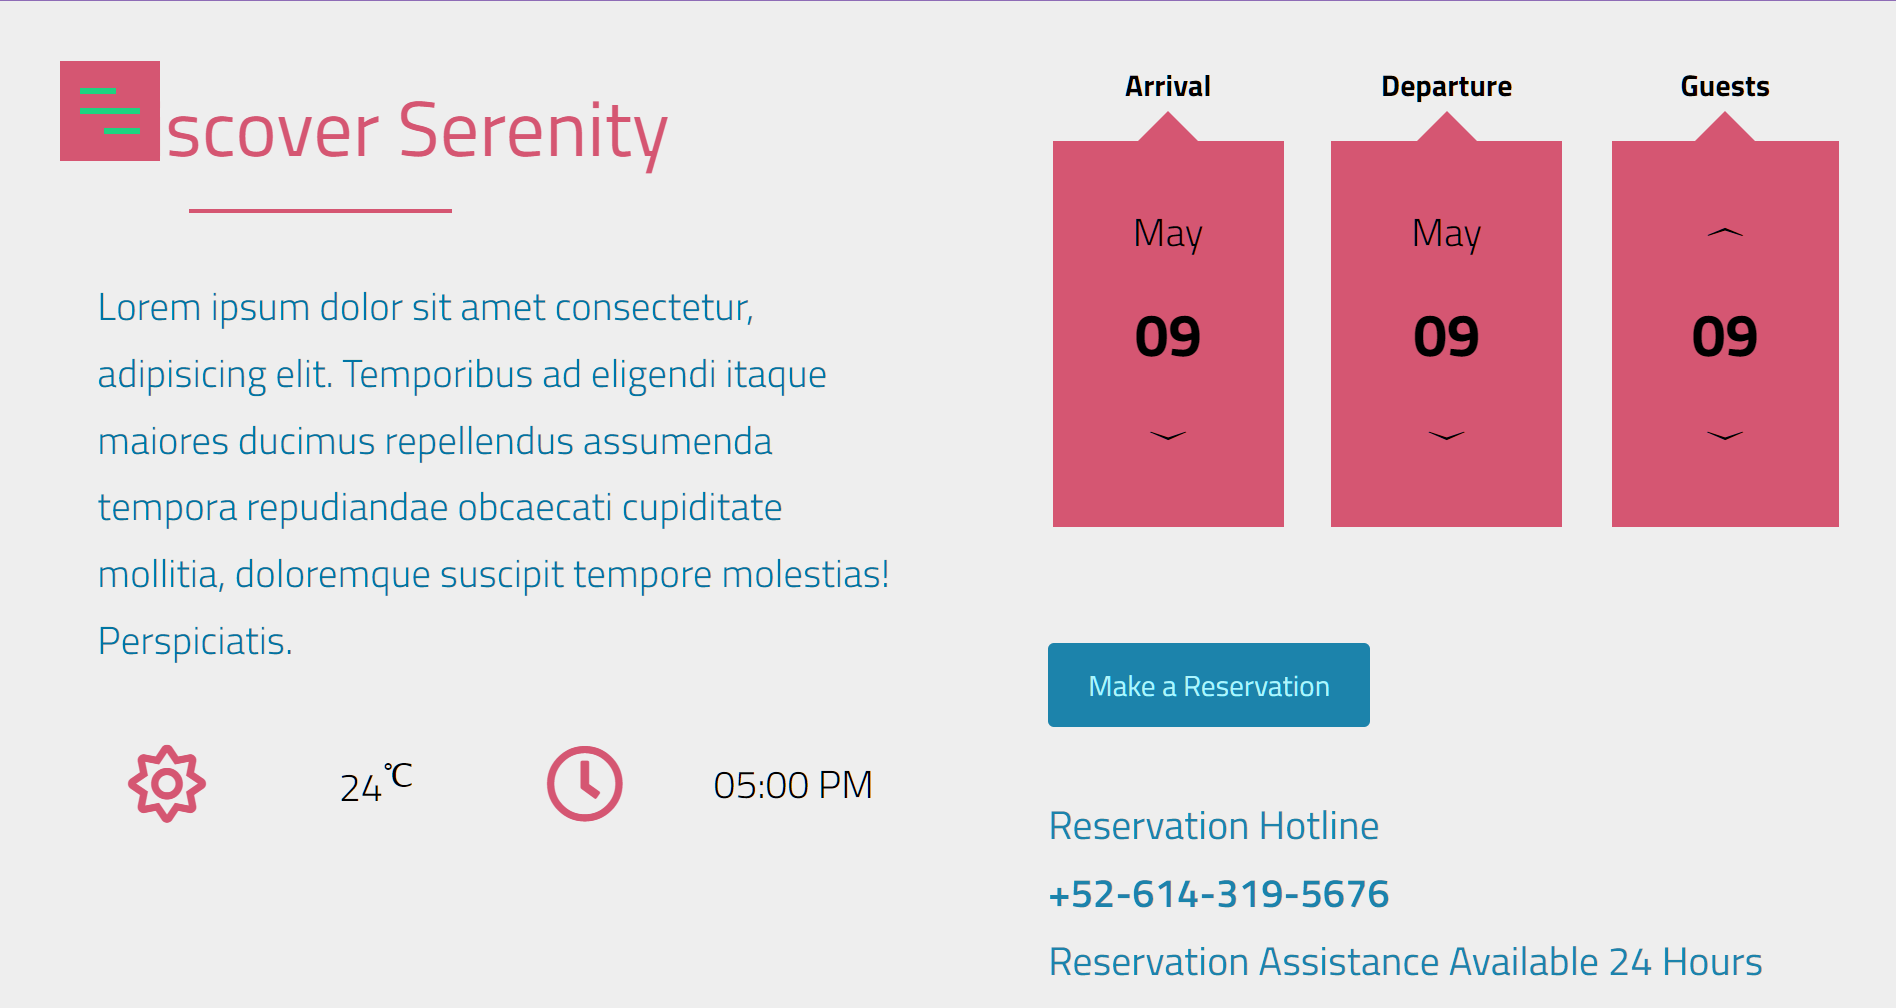 scover Serenity
Lorem ipsum dolor sit amet consectetur,
adipisicing elit. Temporibus ad eligendi itaque
maiores ducimus repellendus assumenda
tempora repudiandae obcaecati cupiditate
mollitia, doloremque suscipit tempore molestias!
Perspiciatis.
24℃
05:00 PM
Arrival
May
09
Departure
May
09
Guests
09
Make a Reservation
Reservation Hotline
+52-614-319-5676
Reservation Assistance Available 24 Hours